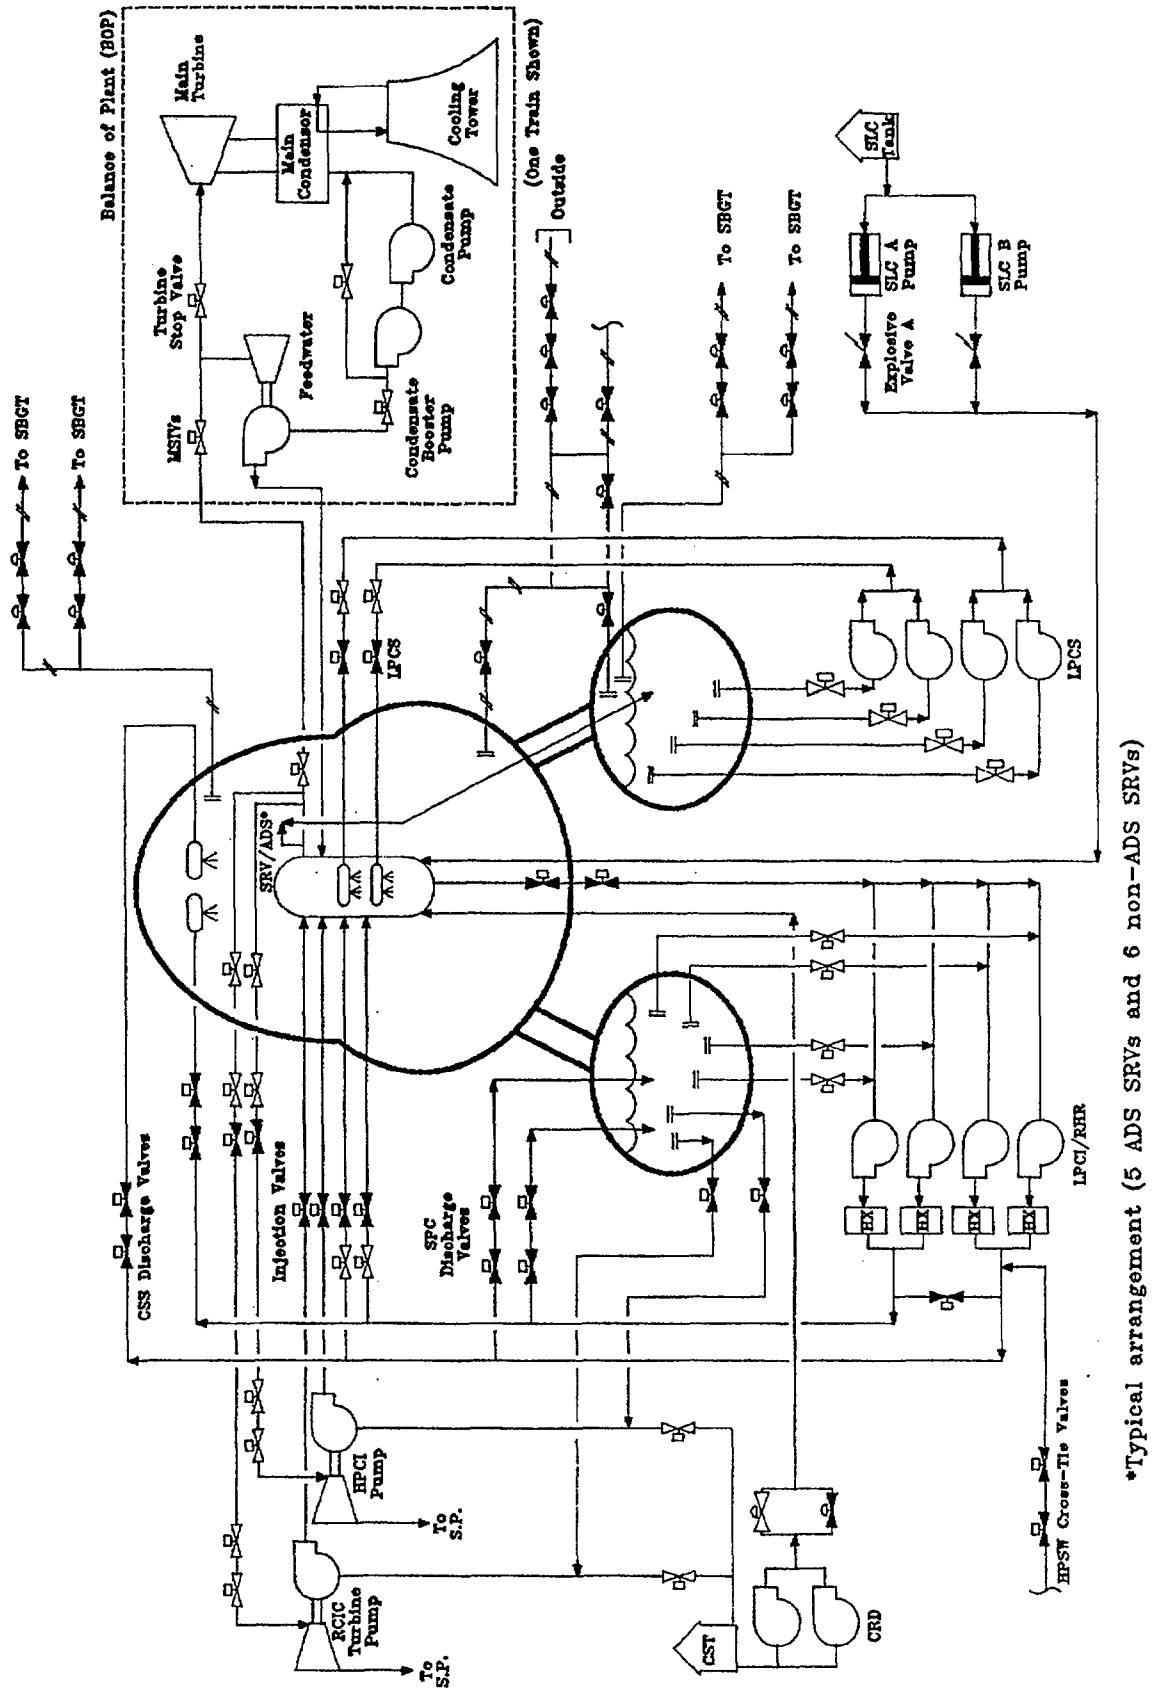 Balance of Plant (BOP)
Main
Turbine
Turbine
Stop Valve
Main
Condensor
Cooling
Tower
MSIVs
Feedwater
Condensate
Pump
Condensate
Booster
Pump
(One Train Shown)
Outside
To SBGT
To SBGT
To SBGT
To SBGT
SLC
Tank
SLC A
Pump
SLC B
Pump
Explosive
Valve A
LPCS
LPCS
SRV/ADS*
CSS Discharge Valves
Injection Valves
SPC
Discharge
Valves
LPCI/RHR
HX
HX
HX
HX
HPCI
Pump
To
S.P.
RCIC
Turbine
Pump
To
S.P.
CST
CRD
HPSW Cross-Tie Valves
*Typical arrangement (5 ADS SRVs and 6 non-ADS SRVs)